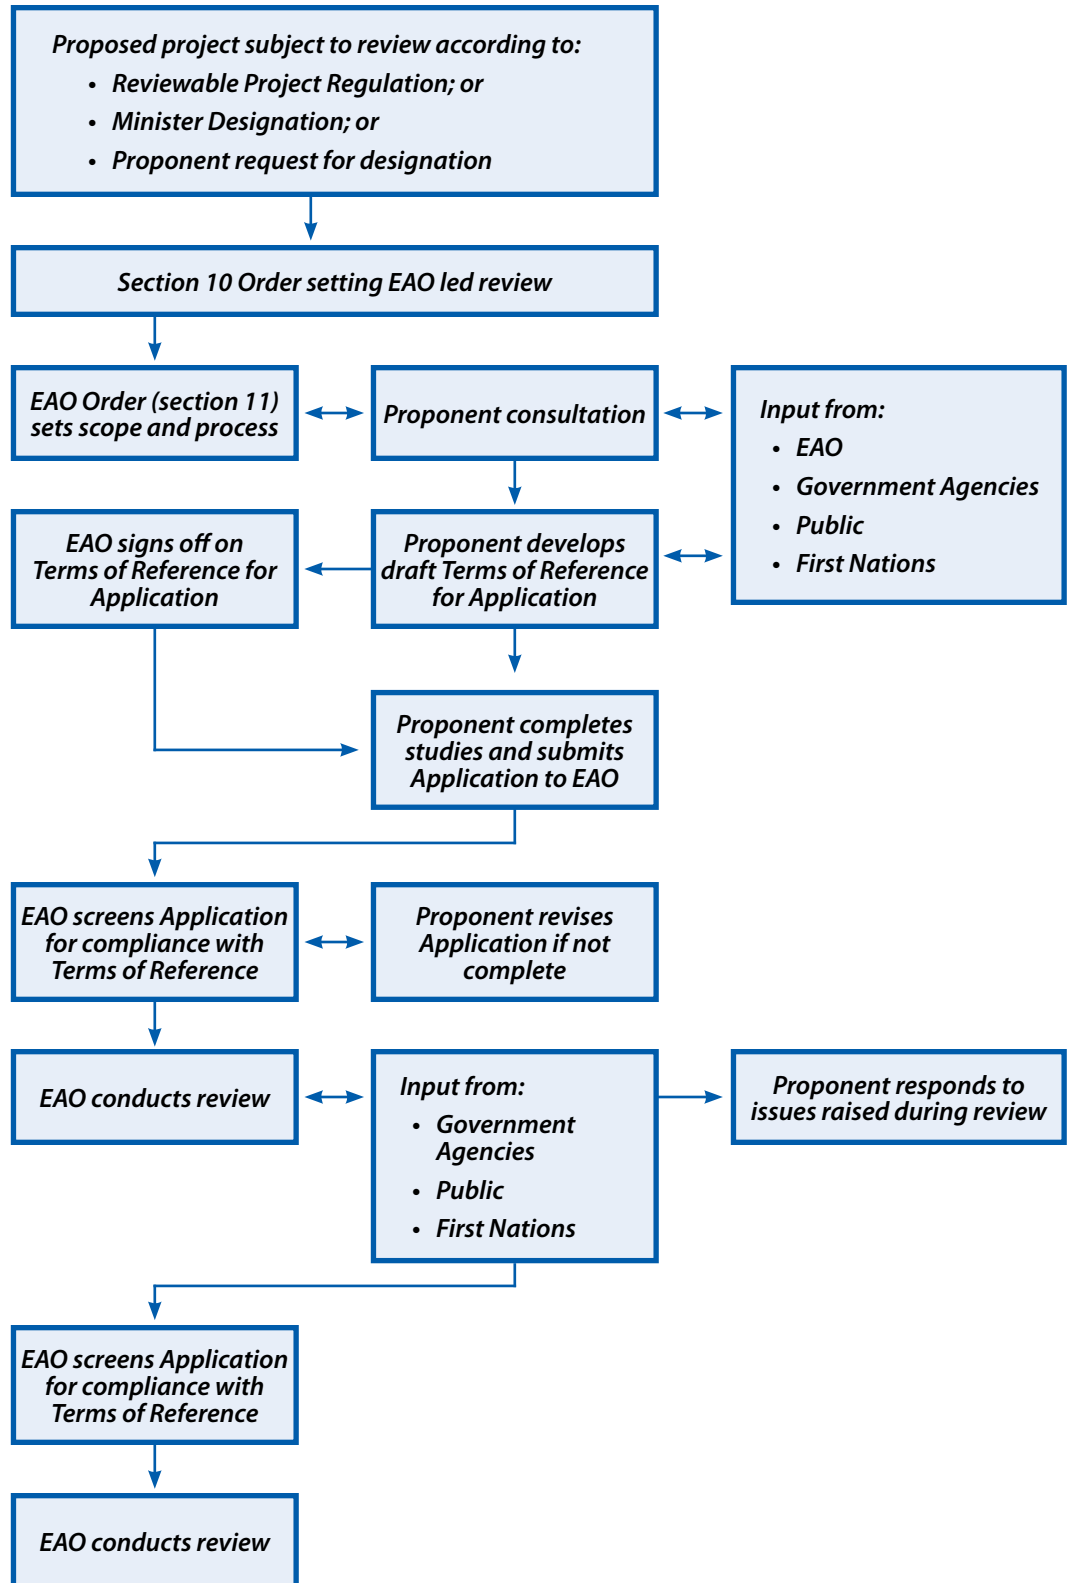 Proposed project subject to review according to:
• Reviewable Project Regulation; or
• Minister Designation; or
• Proponent request for designation
Section 10 Order setting EAO led review
EAO Order (section 11)
sets scope and process
Proponent consultation
Input from:
• EAO
• Government Agencies
• Public
• First Nations
EAO signs off on
Terms of Reference for
Application
Proponent develops
draft Terms of Reference
for Application
Proponent completes
studies and submits
Application to EAO
EAO screens Application
for compliance with
Terms of Reference
Proponent revises
Application if not
complete
EAO conducts review
Input from:
• Government
Agencies
• Public
• First Nations
Proponent responds to
issues raised during review
EAO screens Application
for compliance with
Terms of Reference
EAO conducts review